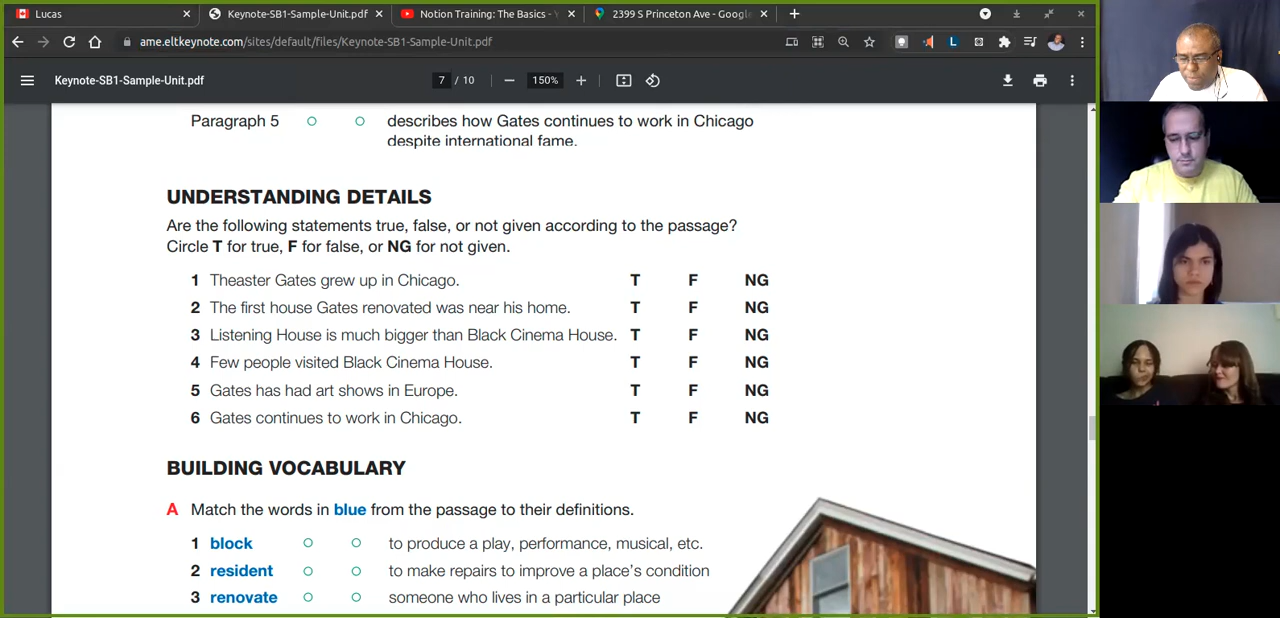 Lucas
Keynote-SB1-Sample-Unit.pdf
Notion Training: The Basics -
2399 S Princeton Ave - Google
ame.eltkeynote.com/sites/default/files/Keynote-SB1-Sample-Unit.pdf
L
Keynote-SB1-Sample-Unit.pdf
7 / 10
150%
Paragraph 5 describes how Gates continues to work in Chicago
despite international fame.
UNDERSTANDING DETAILS
Are the following statements true, false, or not given according to the passage?
Circle T for true, F for false, or NG for not given.
1 Theaster Gates grew up in Chicago. T F NG
2 The first house Gates renovated was near his home. T F NG
3 Listening House is much bigger than Black Cinema House. T F NG
4 Few people visited Black Cinema House. T F NG
5 Gates has had art shows in Europe. T F NG
6 Gates continues to work in Chicago. T F NG
BUILDING VOCABULARY
A Match the words in blue from the passage to their definitions.
1 block to produce a play, performance, musical, etc.
2 resident to make repairs to improve a place's condition
3 renovate someone who lives in a particular place